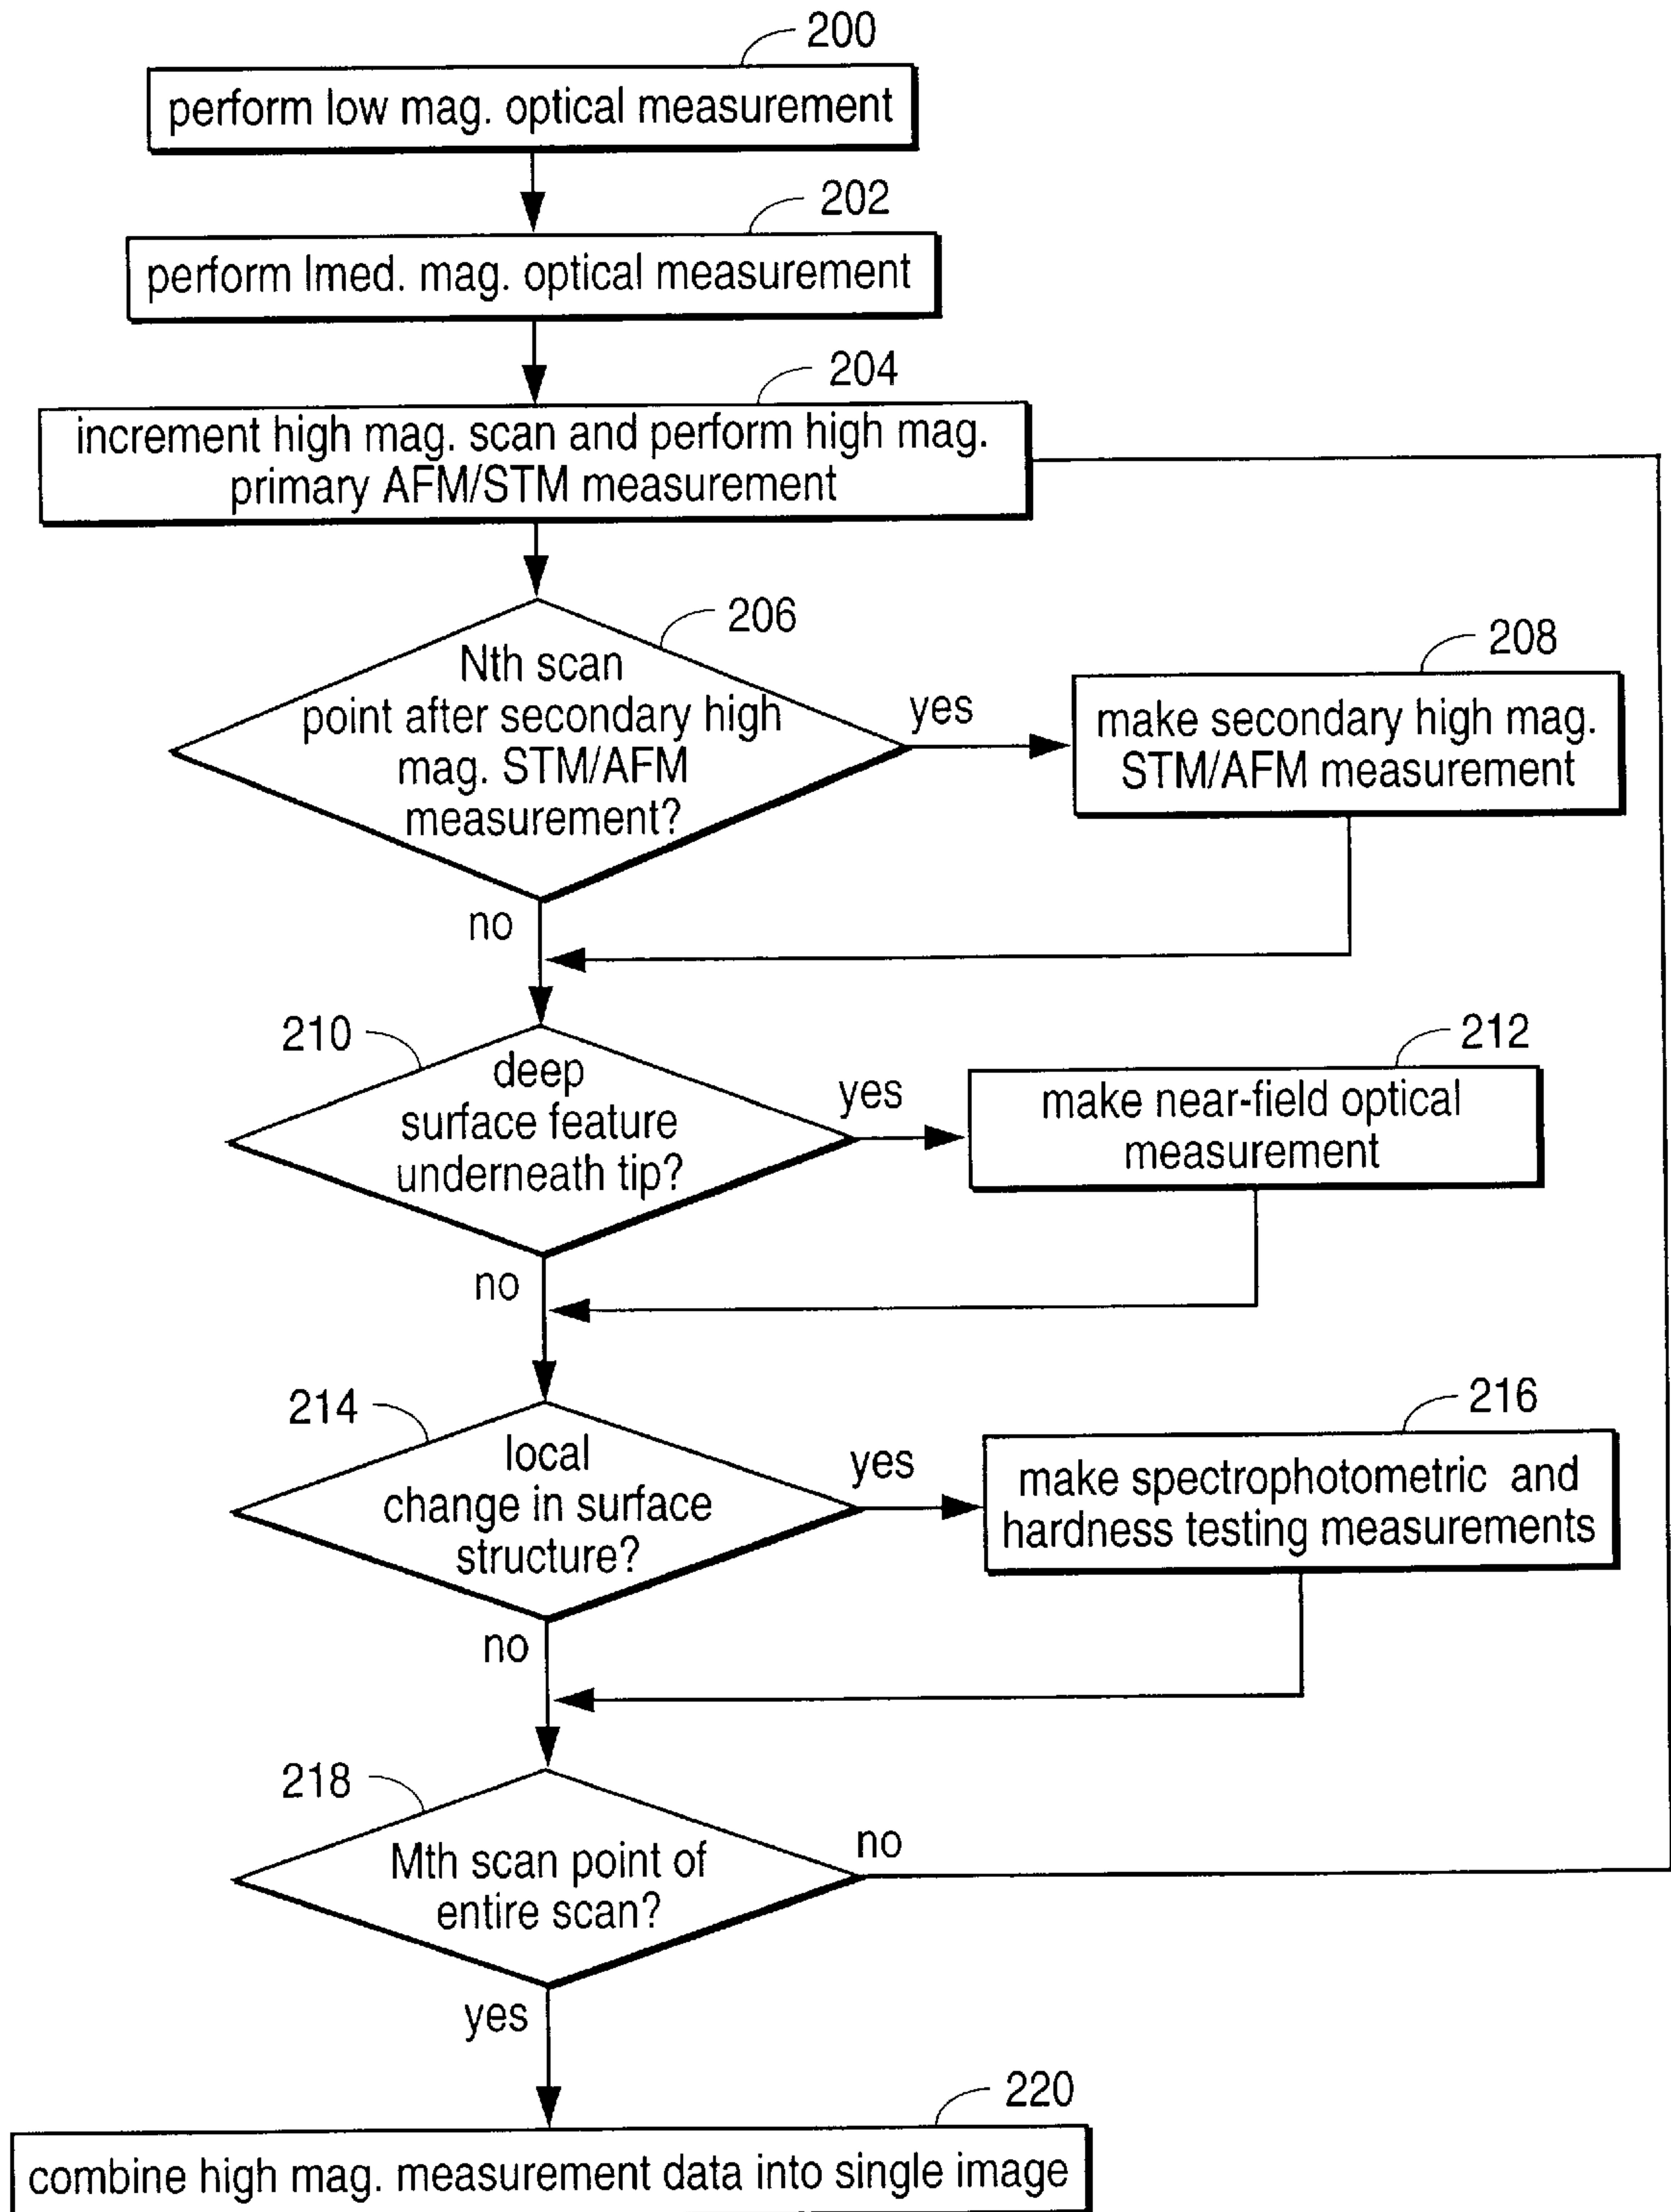 200
perform low mag. optical measurement
202
perform Imed. mag. optical measurement
204
increment high mag. scan and perform high mag.
primary AFM/STM measurement
206
Nth scan
point after secondary high
mag. STM/AFM
measurement?
yes
208
make secondary high mag.
STM/AFM measurement
no
210
deep
surface feature
underneath tip?
yes
212
make near-field optical
measurement
no
214
local
change in surface
structure?
yes
216
make spectrophotometric and
hardness testing measurements
no
218
Mth scan point of
entire scan?
no
yes
220
combine high mag. measurement data into single image